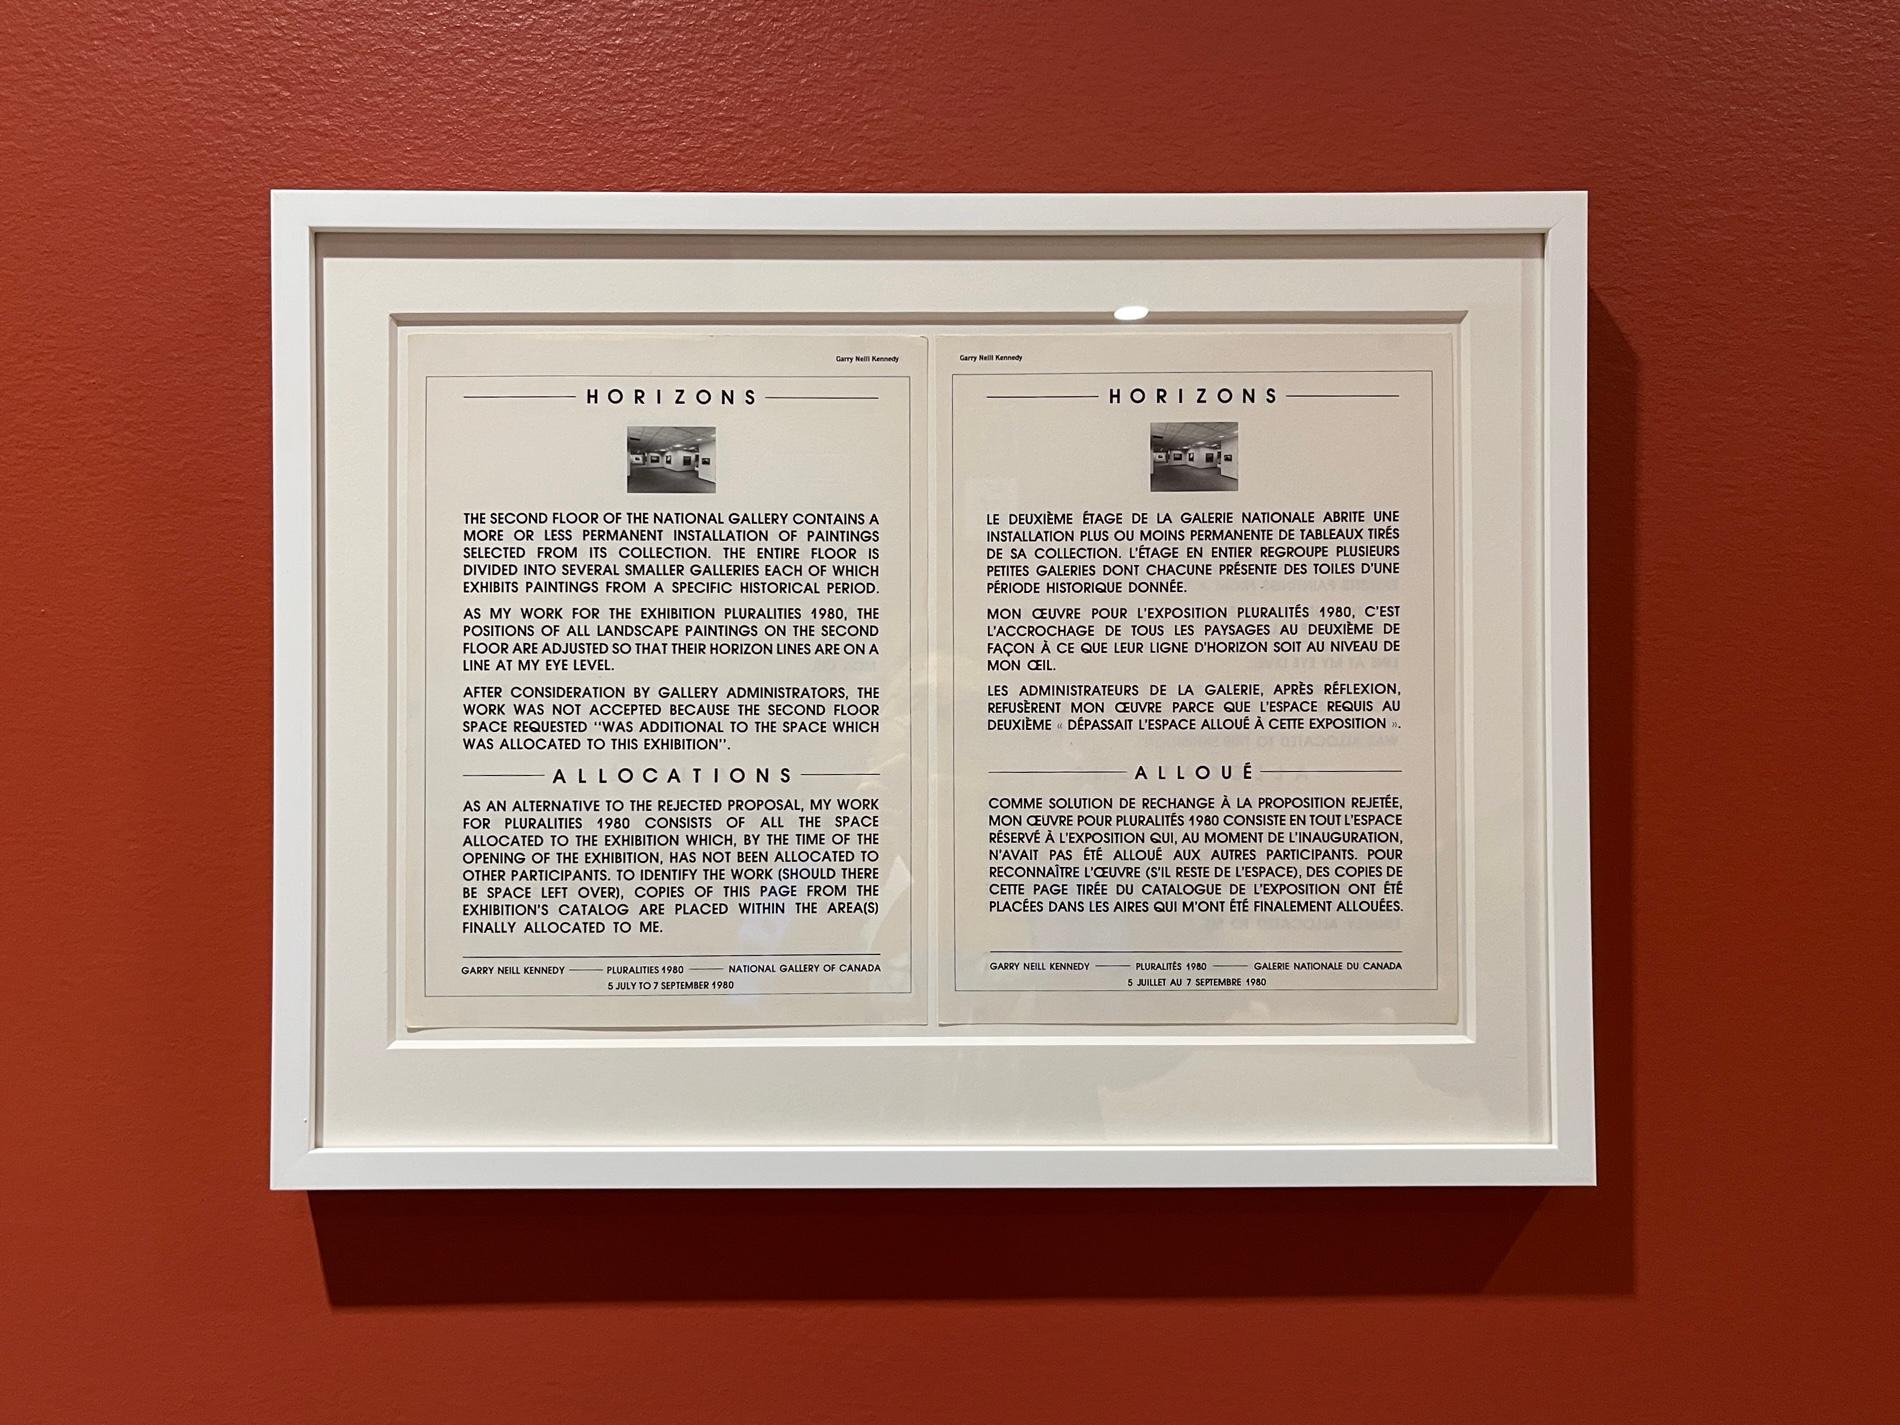 Garry Neill Kennedy
HORIZONS
THE SECOND FLOOR OF THE NATIONAL GALLERY CONTAINS A
MORE OR LESS PERMANENT INSTALLATION OF PAINTINGS
SELECTED FROM ITS COLLECTION. THE ENTIRE FLOOR IS
DIVIDED INTO SEVERAL SMALLER GALLERIES EACH OF WHICH
EXHIBITS PAINTINGS FROM A SPECIFIC HISTORICAL PERIOD.
AS MY WORK FOR THE EXHIBITION PLURALITIES 1980, THE
POSITIONS OF ALL LANDSCAPE PAINTINGS ON THE SECOND
FLOOR ARE ADJUSTED SO THAT THEIR HORIZON LINES ARE ON A
LINE AT MY EYE LEVEL.
AFTER CONSIDERATION BY GALLERY ADMINISTRATORS, THE
WORK WAS NOT ACCEPTED BECAUSE THE SECOND FLOOR
SPACE REQUESTED "WAS ADDITIONAL TO THE SPACE WHICH
WAS ALLOCATED TO THIS EXHIBITION".
ALLOCATIONS
AS AN ALTERNATIVE TO THE REJECTED PROPOSAL, MY WORK
FOR PLURALITIES 1980 CONSISTS OF ALL THE SPACE
ALLOCATED TO THE EXHIBITION WHICH, BY THE TIME OF THE
OPENING OF THE EXHIBITION, HAS NOT BEEN ALLOCATED TO
OTHER PARTICIPANTS. TO IDENTIFY THE WORK (SHOULD THERE
BE SPACE LEFT OVER), COPIES OF THIS PAGE FROM THE
EXHIBITION'S CATALOG ARE PLACED WITHIN THE AREA(S)
FINALLY ALLOCATED TO ME.
GARRY NEILL KENNEDY — PLURALITIES 1980 — NATIONAL GALLERY OF CANADA
5 JULY TO 7 SEPTEMBER 1980
Garry Neill Kennedy
HORIZONS
LE DEUXIÈME ÉTAGE DE LA GALERIE NATIONALE ABRITE UNE
INSTALLATION PLUS OU MOINS PERMANENTE DE TABLEAUX TIRÉS
DE SA COLLECTION. L'ÉTAGE EN ENTIER REGROUPE PLUSIEURS
PETITES GALERIES DONT CHACUNE PRÉSENTE DES TOILES D'UNE
PÉRIODE HISTORIQUE DONNÉE.
MON ŒUVRE POUR L'EXPOSITION PLURALITÉS 1980, C'EST
L'ACCROCHAGE DE TOUS LES PAYSAGES AU DEUXIÈME DE
FAÇON À CE QUE LEUR LIGNE D'HORIZON SOIT AU NIVEAU DE
MON ŒIL.
LES ADMINISTRATEURS DE LA GALERIE, APRÈS RÉFLEXION,
REFUSÈRENT MON ŒUVRE PARCE QUE L'ESPACE REQUIS AU
DEUXIÈME « DÉPASSAIT L'ESPACE ALLOUÉ À CETTE EXPOSITION ».
ALLOUÉ
COMME SOLUTION DE RECHANGE À LA PROPOSITION REJETÉE,
MON ŒUVRE POUR PLURALITÉS 1980 CONSISTE EN TOUT L'ESPACE
RÉSERVÉ À L'EXPOSITION QUI, AU MOMENT DE L'INAUGURATION,
N'AVAIT PAS ÉTÉ ALLOUÉ AUX AUTRES PARTICIPANTS. POUR
RECONNAÎTRE L'ŒUVRE (S'IL RESTE DE L'ESPACE), DES COPIES DE
CETTE PAGE TIRÉE DU CATALOGUE DE L'EXPOSITION ONT ÉTÉ
PLACÉES DANS LES AIRES QUI M'ONT ÉTÉ FINALEMENT ALLOUÉES.
GARRY NEILL KENNEDY — PLURALITÉS 1980 — GALERIE NATIONALE DU CANADA
5 JUILLET AU 7 SEPTEMBRE 1980